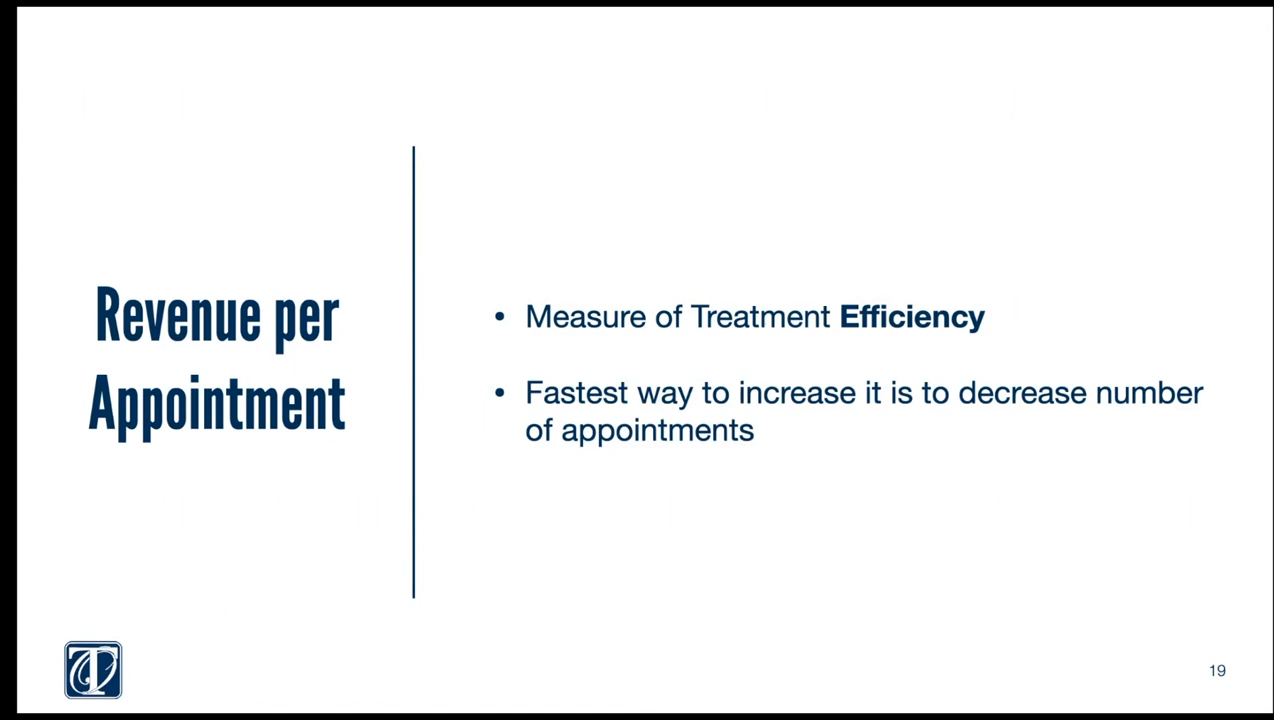 Revenue per
Appointment
• Measure of Treatment Efficiency
• Fastest way to increase it is to decrease number
of appointments
19